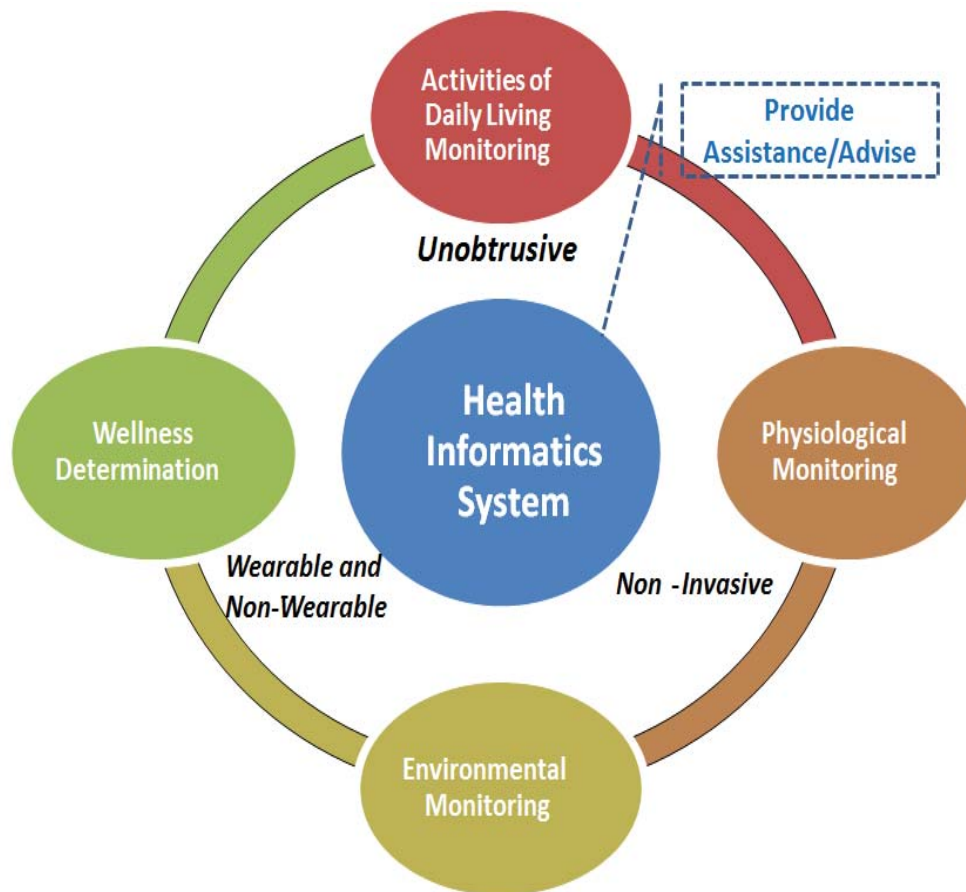 Activities of
Daily Living
Monitoring
Provide
Assistance/Advise
Unobtrusive
Health
Informatics
System
Wellness
Determination
Physiological
Monitoring
Wearable and
Non-Wearable
Non -Invasive
Environmental
Monitoring